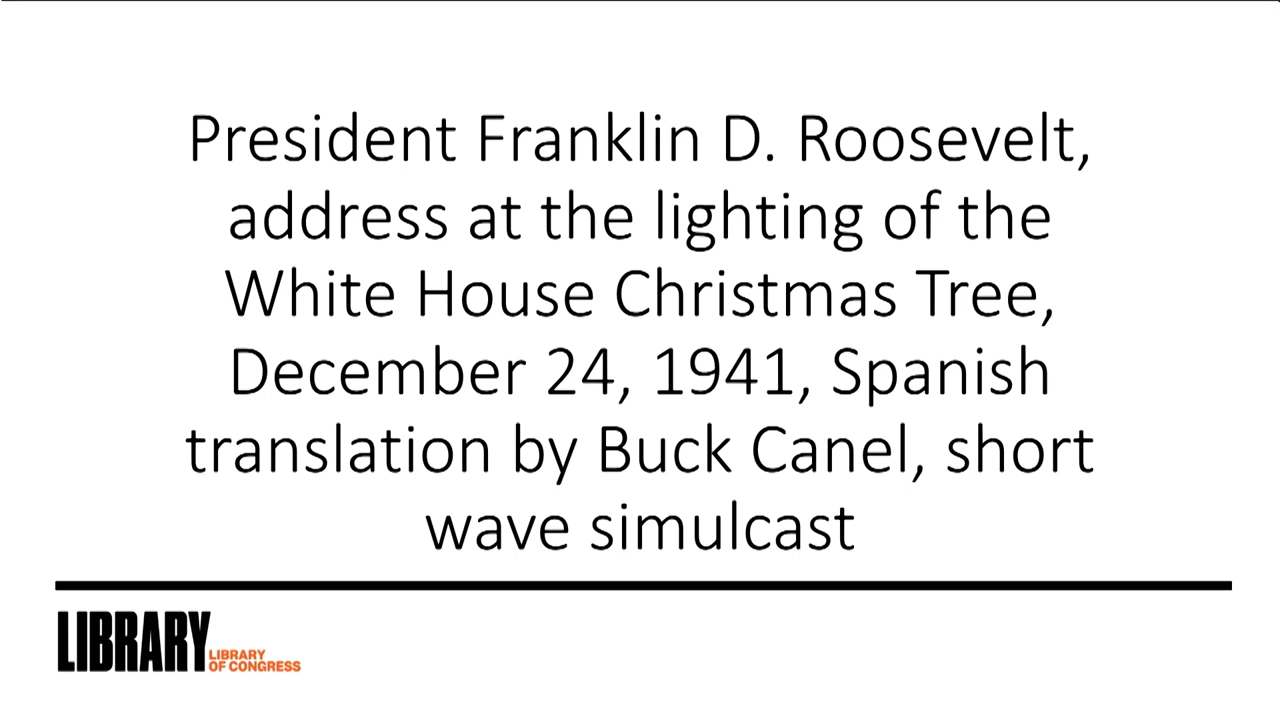 President Franklin D. Roosevelt,
address at the lighting of the
White House Christmas Tree,
December 24, 1941, Spanish
translation by Buck Canel, short
wave simulcast
LIBRARY
LIBRARY
OF CONGRESS